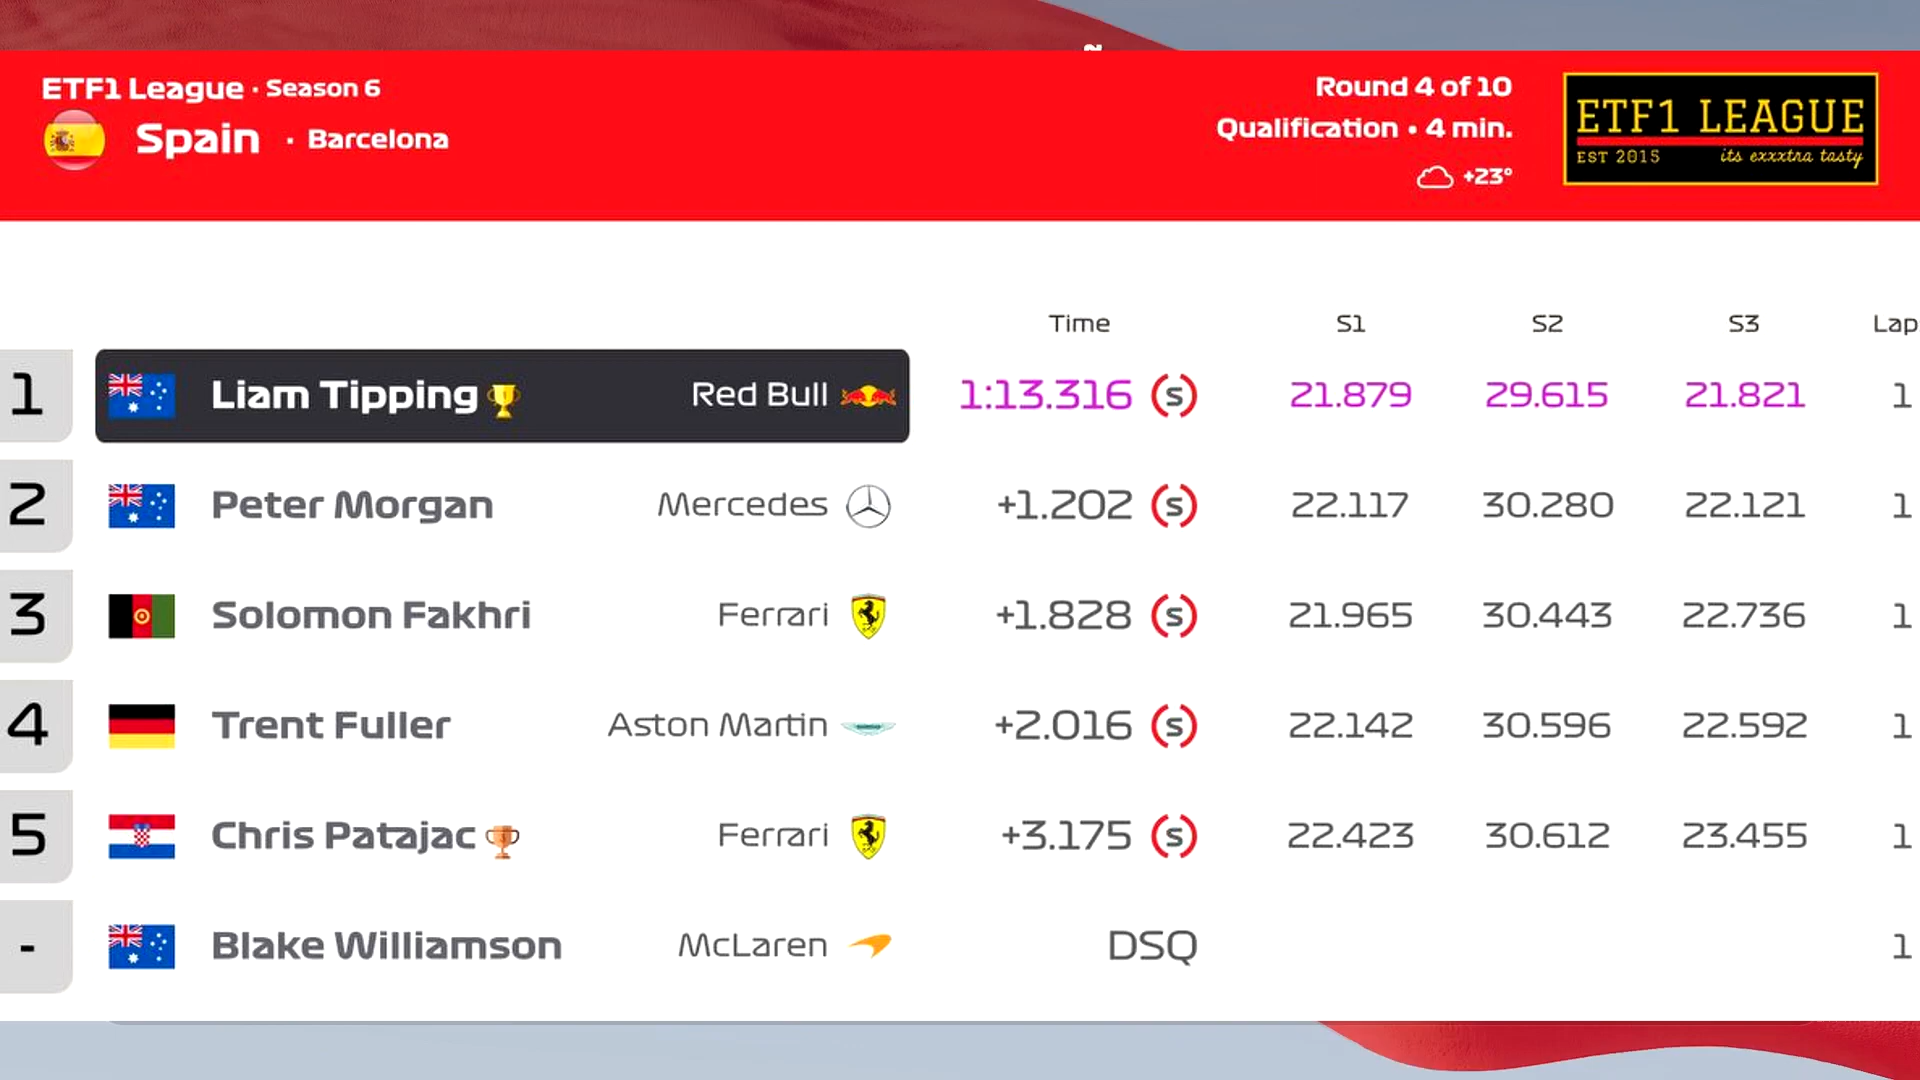 ETF1 League · Season 6
Spain · Barcelona
Round 4 of 10
Qualification • 4 min.
+23°
ETF1 LEAGUE
EST 2015 its exxxtra tasty
Time S1 S2 S3 Lap
1 Liam Tipping Red Bull 1:13.316 S 21.879 29.615 21.821 1
2 Peter Morgan Mercedes +1.202 S 22.117 30.280 22.121 1
3 Solomon Fakhri Ferrari +1.828 S 21.965 30.443 22.736 1
4 Trent Fuller Aston Martin +2.016 S 22.142 30.596 22.592 1
5 Chris Patajac Ferrari +3.175 S 22.423 30.612 23.455 1
- Blake Williamson McLaren DSQ 1